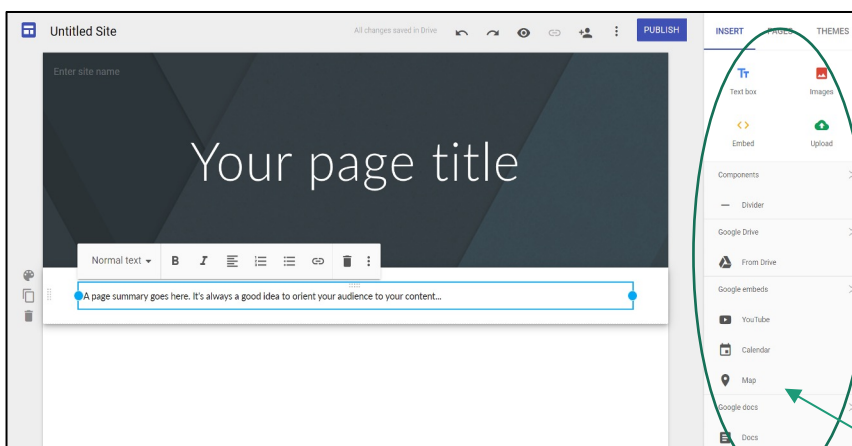 Untitled Site
All changes saved in Drive
PUBLISH
Enter site name
Your page title
Normal text
B I
A page summary goes here. It's always a good idea to orient your audience to your content...
INSERT PAGES THEMES
Tт
Text box Images
Embed Upload
Components
Divider
Google Drive
From Drive
Google embeds
YouTube
Calendar
Map
Google docs
Docs